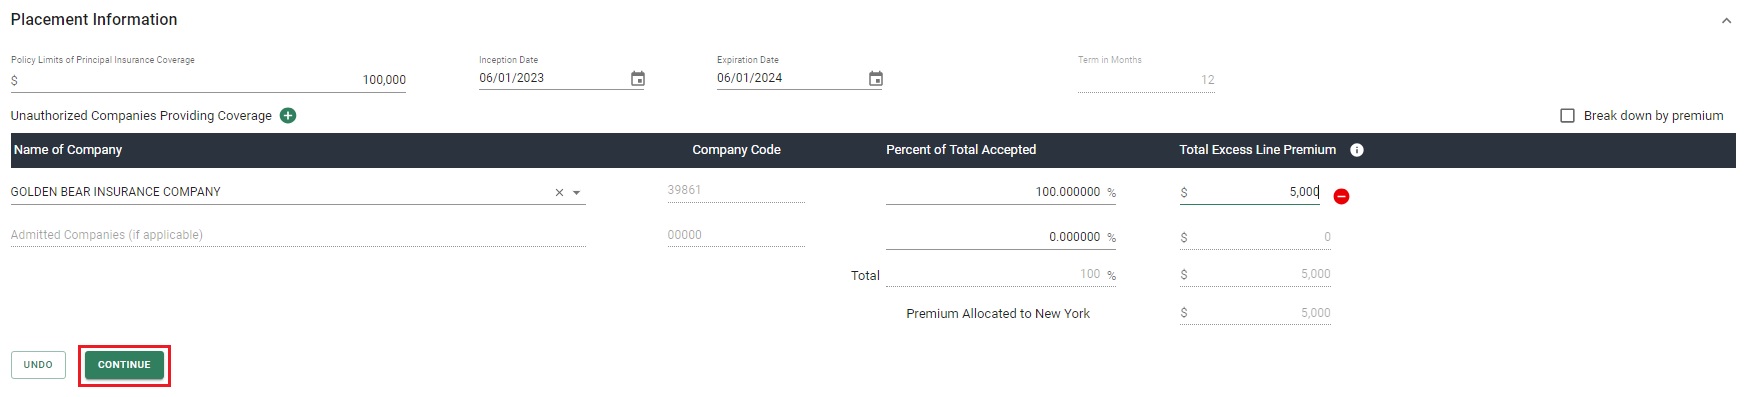 Placement Information
Policy Limits of Principal Insurance Coverage Inception Date Expiration Date Term in Months
$ 100,000 06/01/2023 06/01/2024 12
Unauthorized Companies Providing Coverage Break down by premium
Name of Company Company Code Percent of Total Accepted Total Excess Line Premium
GOLDEN BEAR INSURANCE COMPANY 39861 100.000000 % $ 5,000
Admitted Companies (if applicable) 00000 0.000000 % $ 0
Total 100 % $ 5,000
Premium Allocated to New York $ 5,000
UNDO CONTINUE